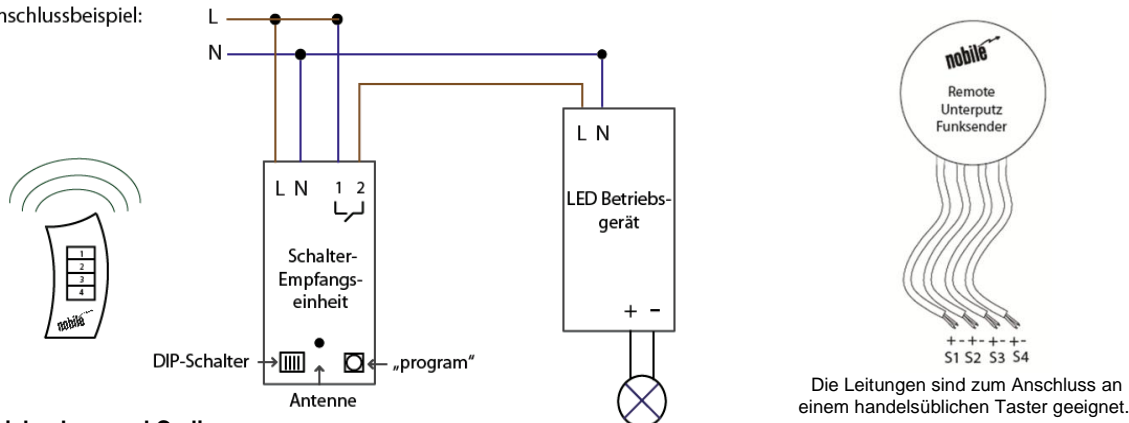 nschlussbeispiel:
L
N
nobile
Remote
Unterputz
Funksender
L N
L N 1 2
LED Betriebs-
gerät
Schalter-
Empfangs-
einheit
1
2
3
4
nobile
+ -
+-+- +- +-
S1 S2 S3 S4
DIP-Schalter
„program“
Antenne
Die Leitungen sind zum Anschluss an
einem handelsüblichen Taster geeignet.